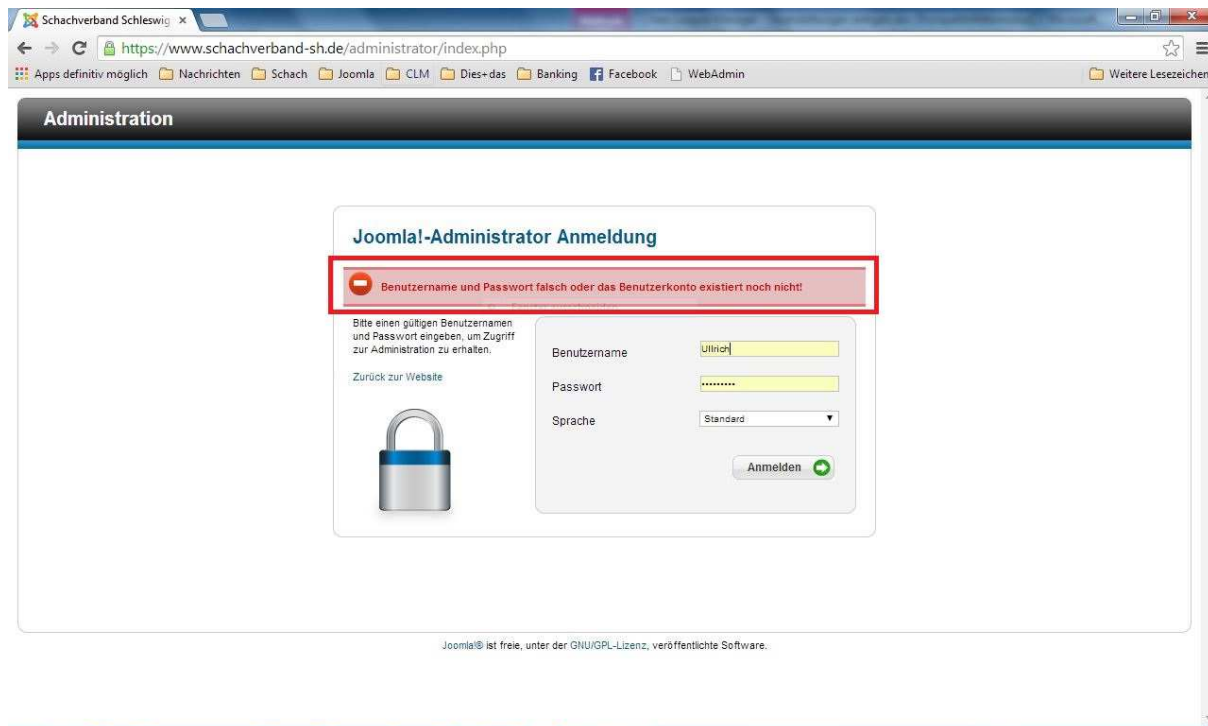 Schachverband Schleswig
https://www.schachverband-sh.de/administrator/index.php
Apps definitiv möglich Nachrichten Schach Joomla CLM Dies+das Banking Facebook WebAdmin Weitere Lesezeichen
Administration
Joomla!-Administrator Anmeldung
Benutzername und Passwort falsch oder das Benutzerkonto existiert noch nicht!
Bitte einen gültigen Benutzernamen
und Passwort eingeben, um Zugriff
zur Administration zu erhalten.
Zurück zur Website
Benutzername Ullrich
Passwort •••••••••
Sprache Standard
Anmelden
Joomla!® ist freie, unter der GNU/GPL-Lizenz, veröffentlichte Software.